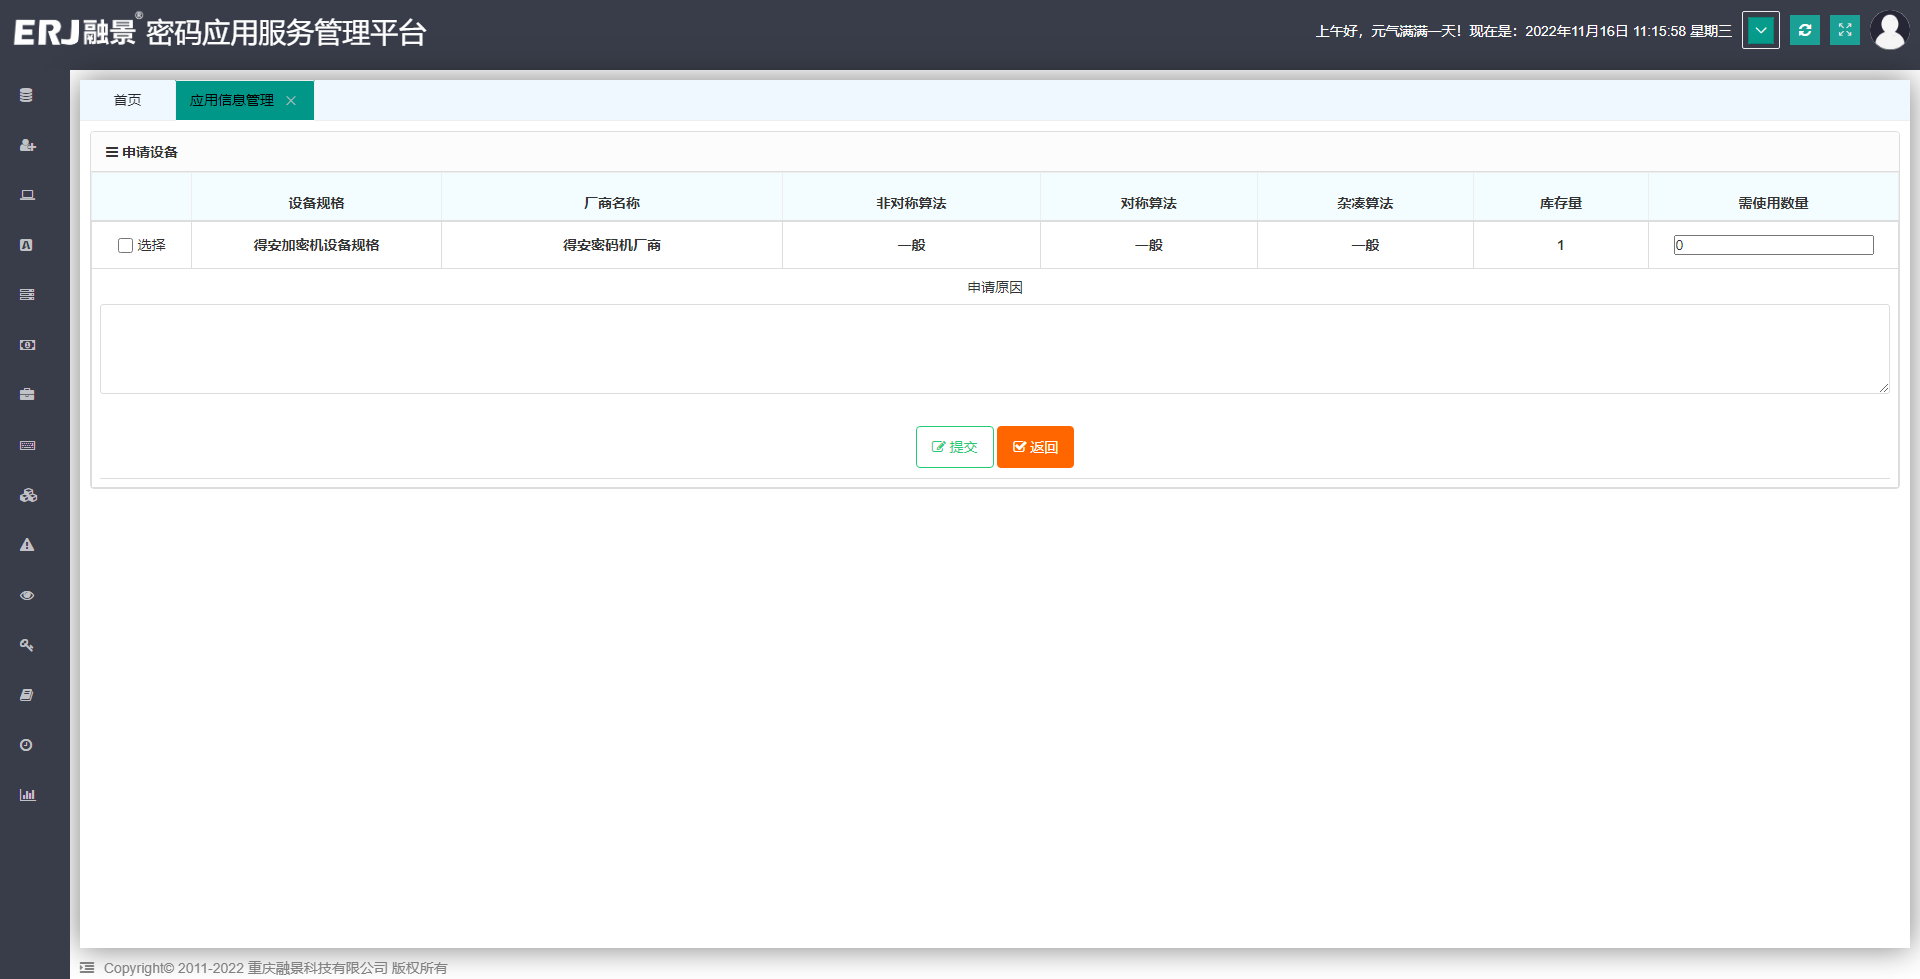 ERJ融景® 密码应用服务管理平台
上午好，元气满满一天！现在是：2022年11月16日 11:15:58 星期三
首页 应用信息管理
申请设备
设备规格 厂商名称 非对称算法 对称算法 杂凑算法 库存量 需使用数量
选择 得安加密机设备规格 得安密码机厂商 一般 一般 一般 1 0
申请原因
提交 返回
Copyright© 2011-2022 重庆融景科技有限公司 版权所有